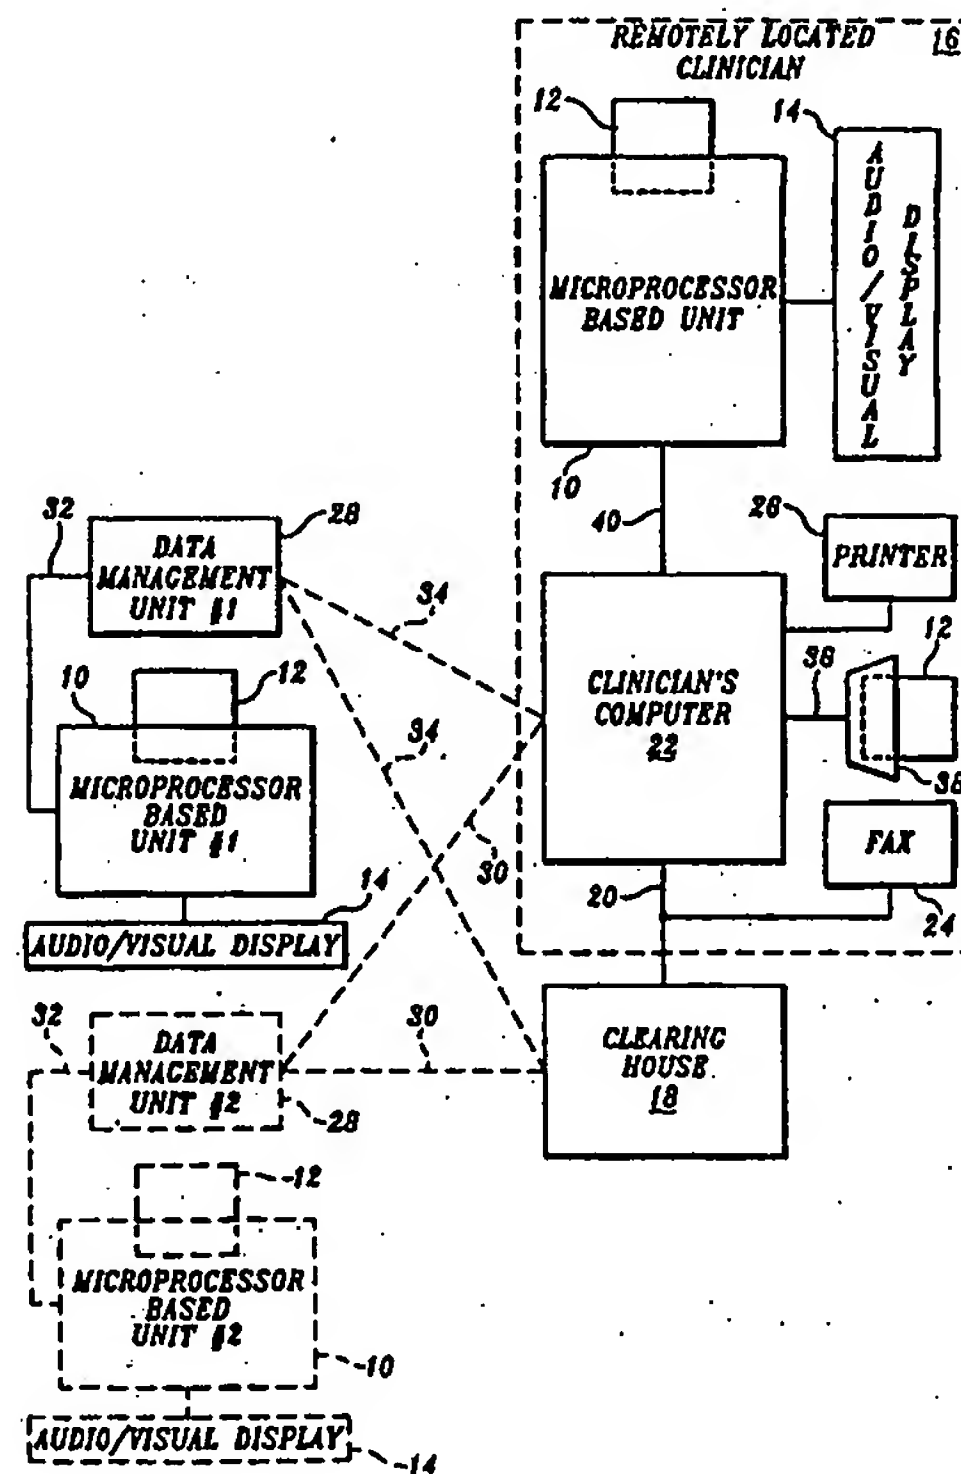 REMOTELY LOCATED
CLINICIAN
16
12
14
MICROPROCESSOR
BASED UNIT
AUDIO/VISUAL
DISPLAY
10
40
26
PRINTER
32
28
DATA
MANAGEMENT
UNIT #1
34
10
12
MICROPROCESSOR
BASED
UNIT #1
34
CLINICIAN'S
COMPUTER
22
38
12
38
30
FAX
24
20
14
AUDIO/VISUAL DISPLAY
32
DATA
MANAGEMENT
UNIT #2
28
30
CLEARING
HOUSE
18
12
MICROPROCESSOR
BASED
UNIT #2
10
AUDIO/VISUAL DISPLAY
14